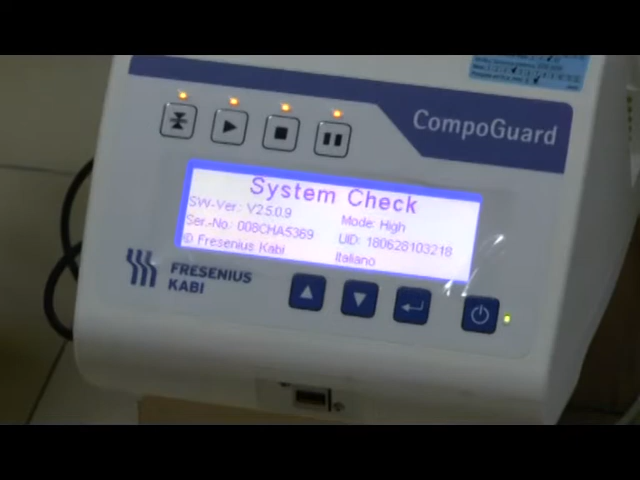 CompoGuard
System Check
SW-Ver.: V2.5.0.9
Mode: High
Ser.-No.: 008CHA5369
UID: 180628103218
© Fresenius Kabi
Italiano
FRESENIUS
KABI